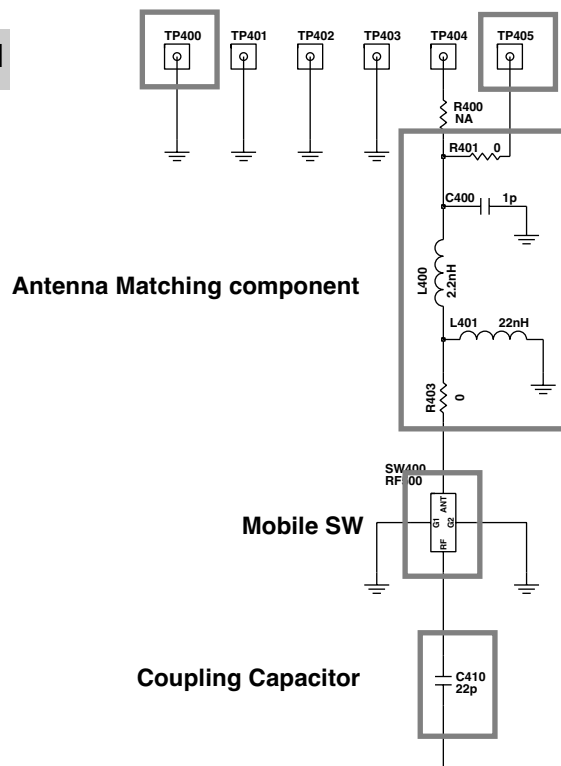 TP400 TP401 TP402 TP403 TP404 TP405
R400
NA
R401 0
C400 1p
L400
2.2nH
Antenna Matching component
L401 22nH
R403
0
SW400
ANT
G1 G2
RF
Mobile SW
Coupling Capacitor
C410
22p